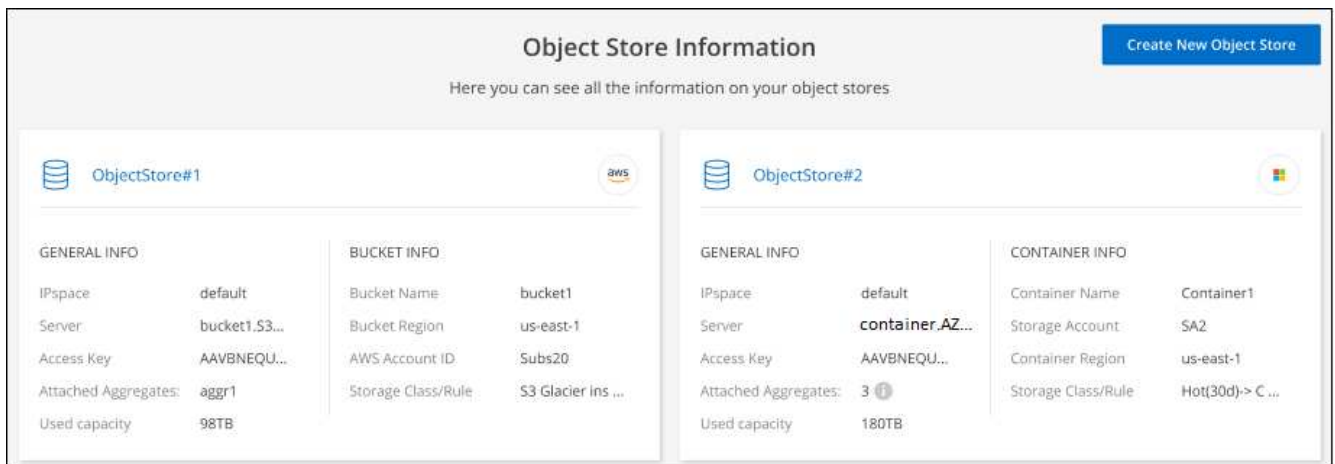 Object Store Information
Create New Object Store
Here you can see all the information on your object stores
ObjectStore#1
aws
GENERAL INFO
BUCKET INFO
IPspace default
Bucket Name bucket1
Server bucket1.S3...
Bucket Region us-east-1
Access Key AAVBNEQU...
AWS Account ID Subs20
Attached Aggregates: aggr1
Storage Class/Rule S3 Glacier ins ...
Used capacity 98TB
ObjectStore#2
GENERAL INFO
CONTAINER INFO
IPspace default
Container Name Container1
Server container.AZ...
Storage Account SA2
Access Key AAVBNEQU...
Container Region us-east-1
Attached Aggregates: 3 i
Storage Class/Rule Hot(30d)-> C ...
Used capacity 180TB